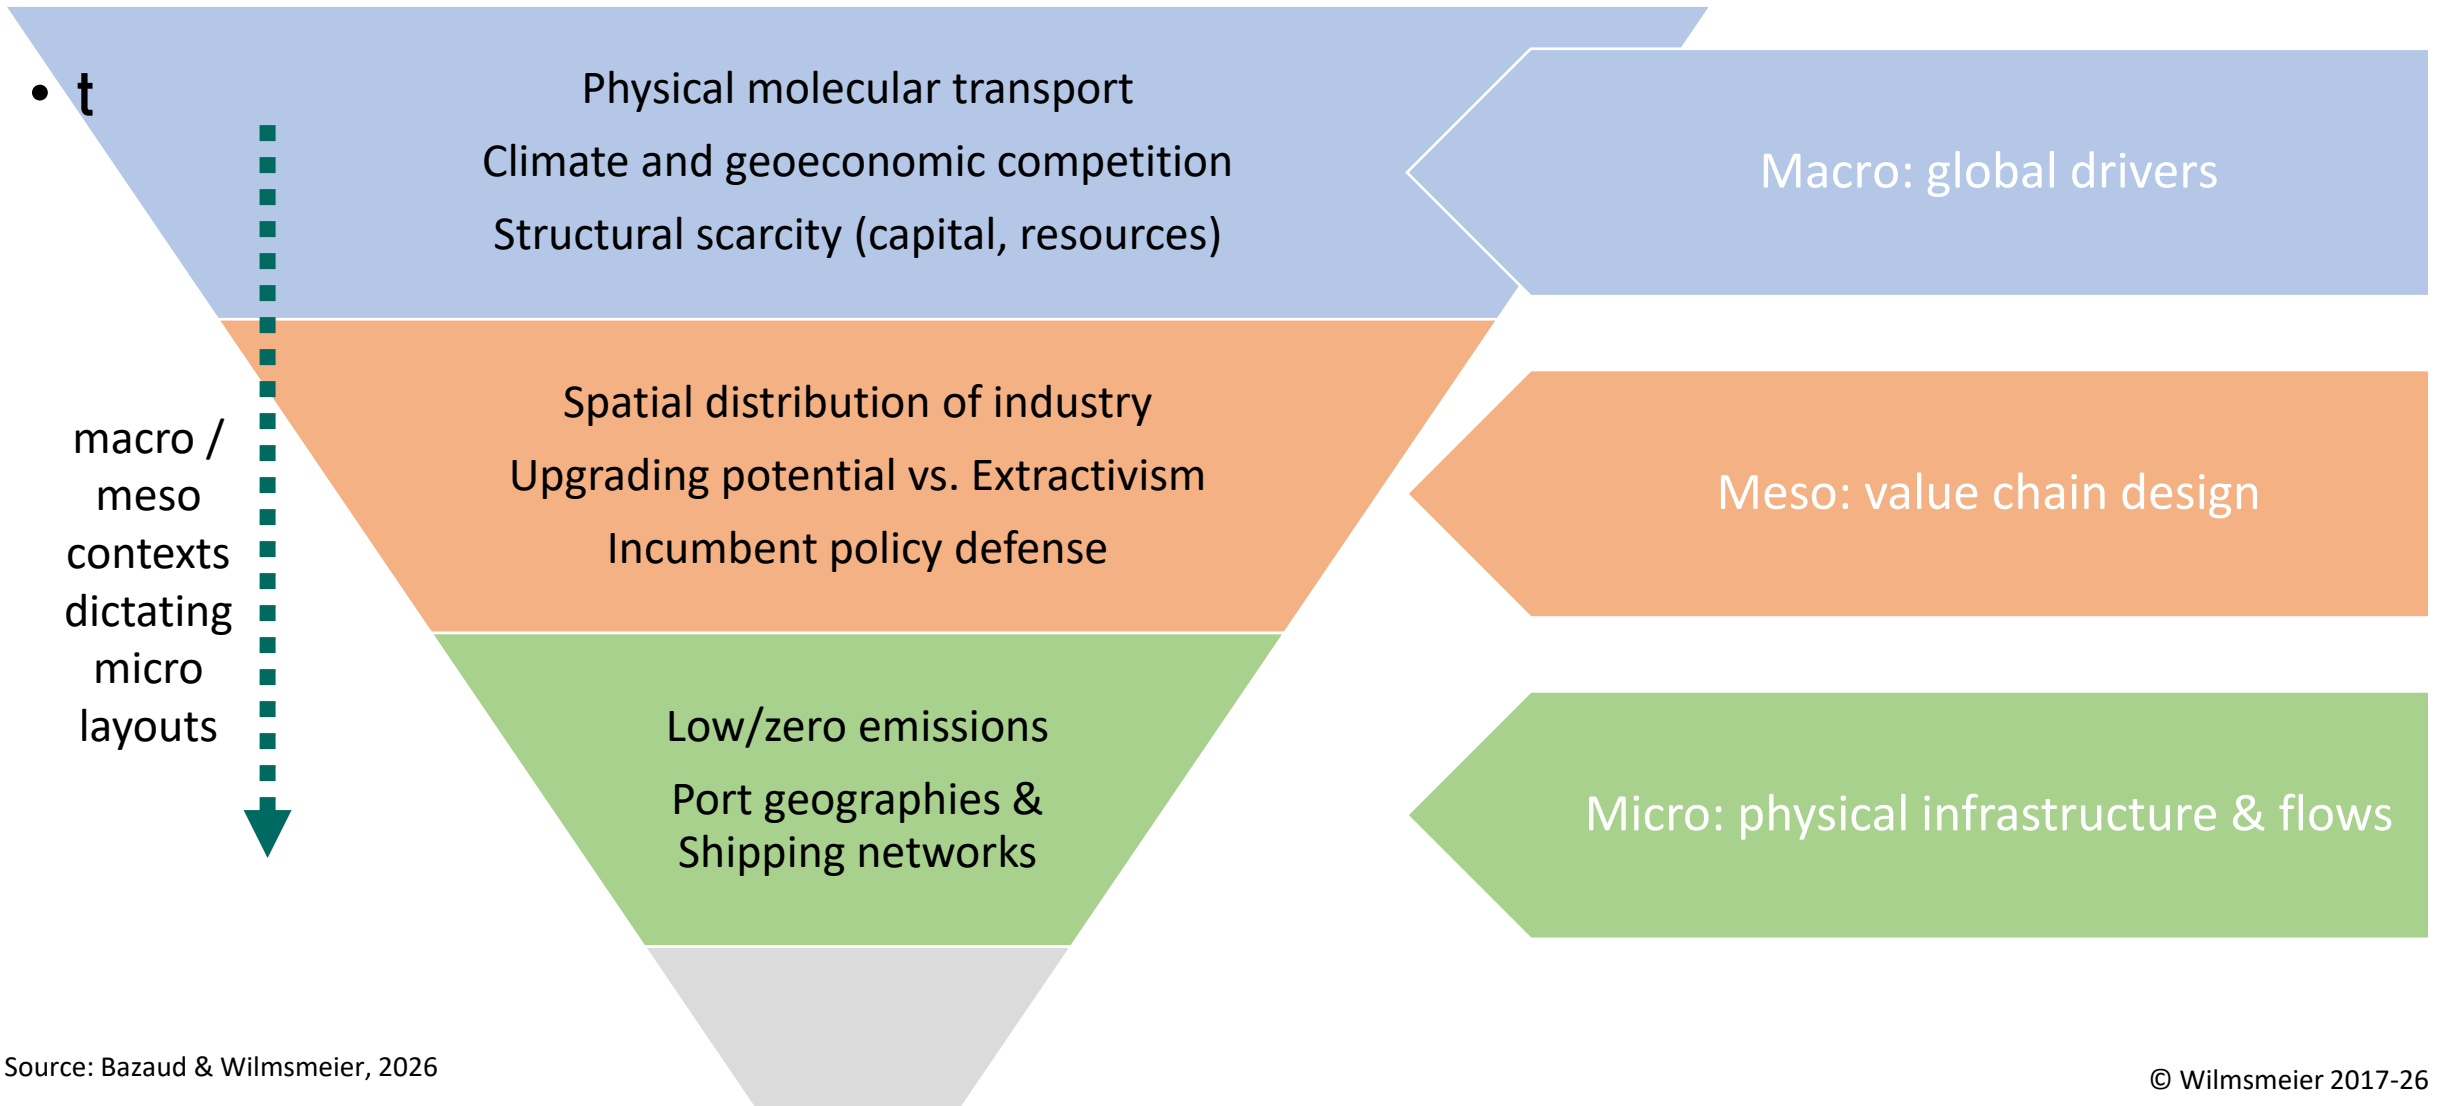 • t
Physical molecular transport
Climate and geoeconomic competition
Structural scarcity (capital, resources)
Macro: global drivers
macro /
meso
contexts
dictating
micro
layouts
Spatial distribution of industry
Upgrading potential vs. Extractivism
Incumbent policy defense
Meso: value chain design
Low/zero emissions
Port geographies &
Shipping networks
Micro: physical infrastructure & flows
Source: Bazaud & Wilmsmeier, 2026
© Wilmsmeier 2017-26